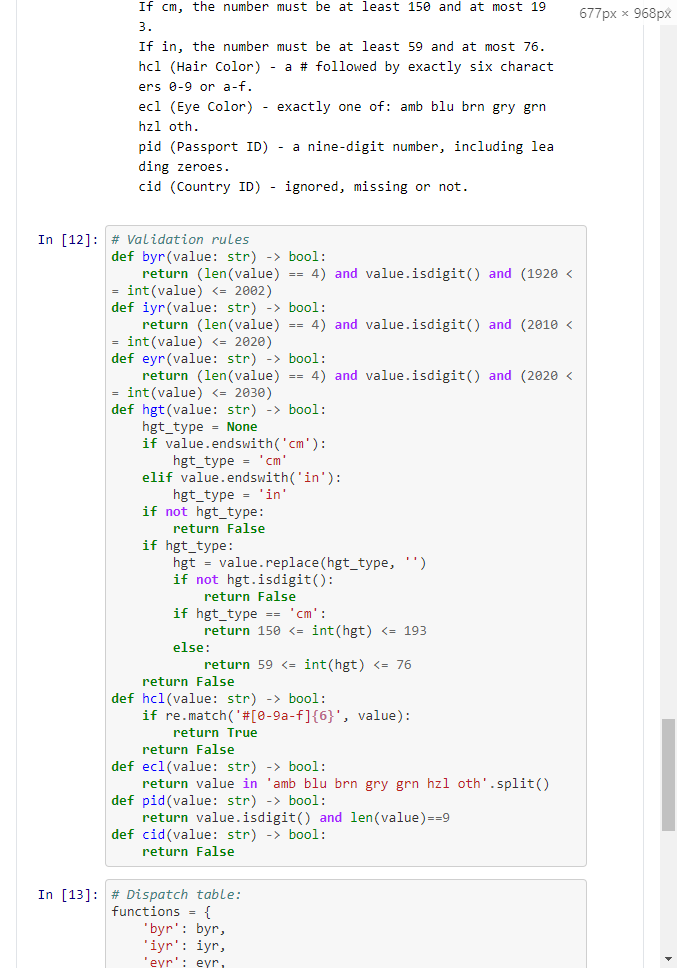 If cm, the number must be at least 150 and at most 19
677px × 968px
3.
If in, the number must be at least 59 and at most 76.
hcl (Hair Color) - a # followed by exactly six charact
ers 0-9 or a-f.
ecl (Eye Color) - exactly one of: amb blu brn gry grn
hzl oth.
pid (Passport ID) - a nine-digit number, including lea
ding zeroes.
cid (Country ID) - ignored, missing or not.
In [12]:
# Validation rules
def byr(value: str) -> bool:
    return (len(value) == 4) and value.isdigit() and (1920 <
= int(value) <= 2002)
def iyr(value: str) -> bool:
    return (len(value) == 4) and value.isdigit() and (2010 <
= int(value) <= 2020)
def eyr(value: str) -> bool:
    return (len(value) == 4) and value.isdigit() and (2020 <
= int(value) <= 2030)
def hgt(value: str) -> bool:
    hgt_type = None
    if value.endswith('cm'):
        hgt_type = 'cm'
    elif value.endswith('in'):
        hgt_type = 'in'
    if not hgt_type:
        return False
    if hgt_type:
        hgt = value.replace(hgt_type, '')
        if not hgt.isdigit():
            return False
        if hgt_type == 'cm':
            return 150 <= int(hgt) <= 193
        else:
            return 59 <= int(hgt) <= 76
    return False
def hcl(value: str) -> bool:
    if re.match('#[0-9a-f]{6}', value):
        return True
    return False
def ecl(value: str) -> bool:
    return value in 'amb blu brn gry grn hzl oth'.split()
def pid(value: str) -> bool:
    return value.isdigit() and len(value)==9
def cid(value: str) -> bool:
    return False
In [13]:
# Dispatch table:
functions = {
    'byr': byr,
    'iyr': iyr,
    'eyr': eyr,